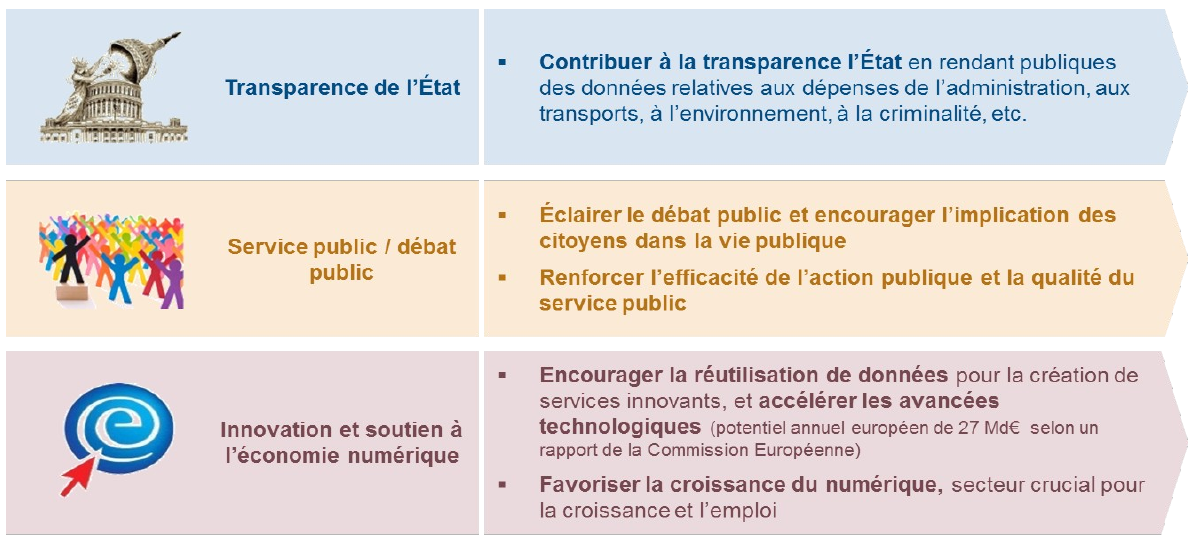 Transparence de l'État
▪ Contribuer à la transparence l'État en rendant publiques
des données relatives aux dépenses de l'administration, aux
transports, à l'environnement, à la criminalité, etc.
Service public / débat
public
▪ Éclairer le débat public et encourager l'implication des
citoyens dans la vie publique
▪ Renforcer l'efficacité de l'action publique et la qualité du
service public
Innovation et soutien à
l'économie numérique
▪ Encourager la réutilisation de données pour la création de
services innovants, et accélérer les avancées
technologiques (potentiel annuel européen de 27 Md€ selon un
rapport de la Commission Européenne)
▪ Favoriser la croissance du numérique, secteur crucial pour
la croissance et l'emploi